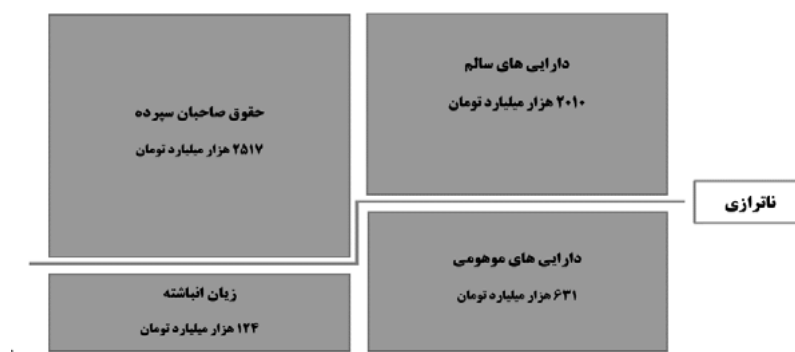 دارایی های سالم
۲۰۱۰ هزار میلیارد تومان
حقوق صاحبان سپرده
۲۵۱۷ هزار میلیارد تومان
ناترازی
دارایی های موهومی
۶۳۱ هزار میلیارد تومان
زیان انباشته
۱۲۴ هزار میلیارد تومان